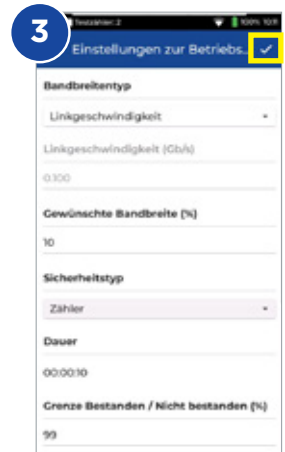 3
Testzähler: 2
100% 10:11
Einstellungen zur Betriebs...
Bandbreitentyp
Linkgeschwindigkeit
Linkgeschwindigkeit (Gb/s)
0.100
Gewünschte Bandbreite (%)
10
Sicherheitstyp
Zähler
Dauer
00:00:10
Grenze Bestanden / Nicht bestanden (%)
99